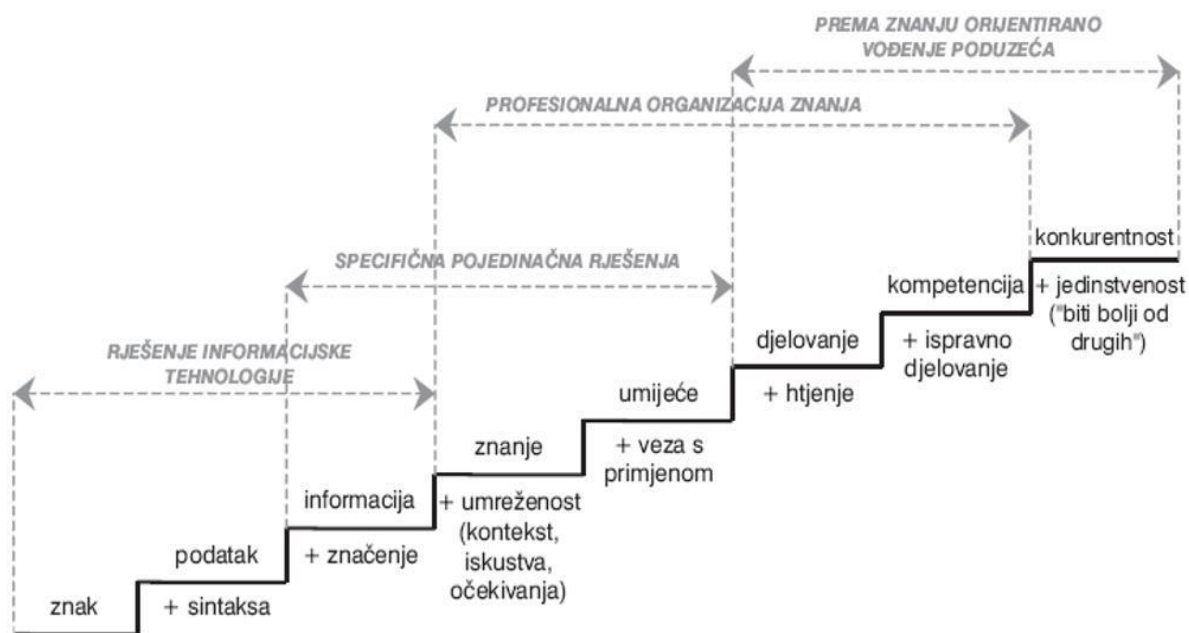 PREMA ZNANJU ORIJENTIRANO
VOĐENJE PODUZEĆA
PROFESIONALNA ORGANIZACIJA ZNANJA
SPECIFIČNA POJEDINAČNA RJEŠENJA
RJEŠENJE INFORMACIJSKE
TEHNOLOGIJE
znak
podatak
+ sintaksa
informacija
+ značenje
znanje
+ umreženost
(kontekst,
iskustva,
očekivanja)
umijeće
+ veza s
primjenom
djelovanje
+ htjenje
kompetencija
+ ispravno
djelovanje
konkurentnost
+ jedinstvenost
("biti bolji od
drugih")